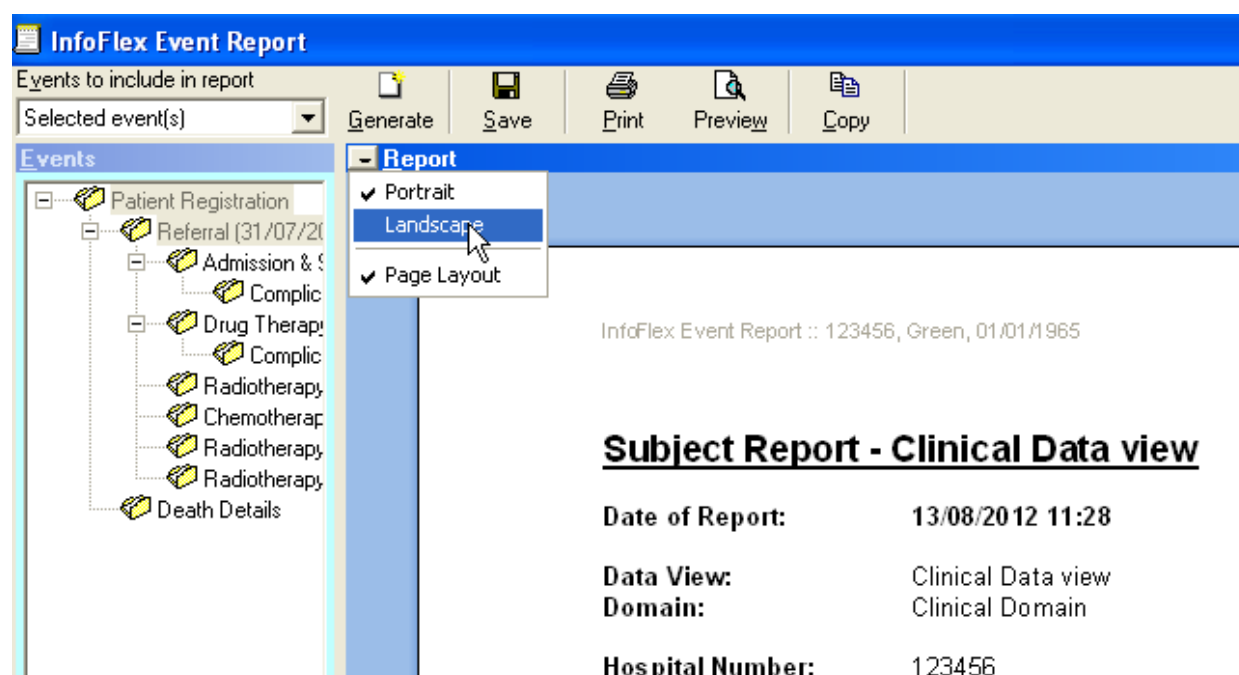 InfoFlex Event Report
Events to include in report
Selected event(s)
Generate
Save
Print
Preview
Copy
Events
Report
Portrait
Landscape
Page Layout
Patient Registration
Referral (31/07/20
Admission & S
Complic
Drug Therapy
Complic
Radiotherapy
Chemotherap
Radiotherapy
Radiotherapy
Death Details
InfoFlex Event Report :: 123456, Green, 01/01/1965
Subject Report - Clinical Data view
Date of Report: 13/08/2012 11:28
Data View: Clinical Data view
Domain: Clinical Domain
Hospital Number: 123456